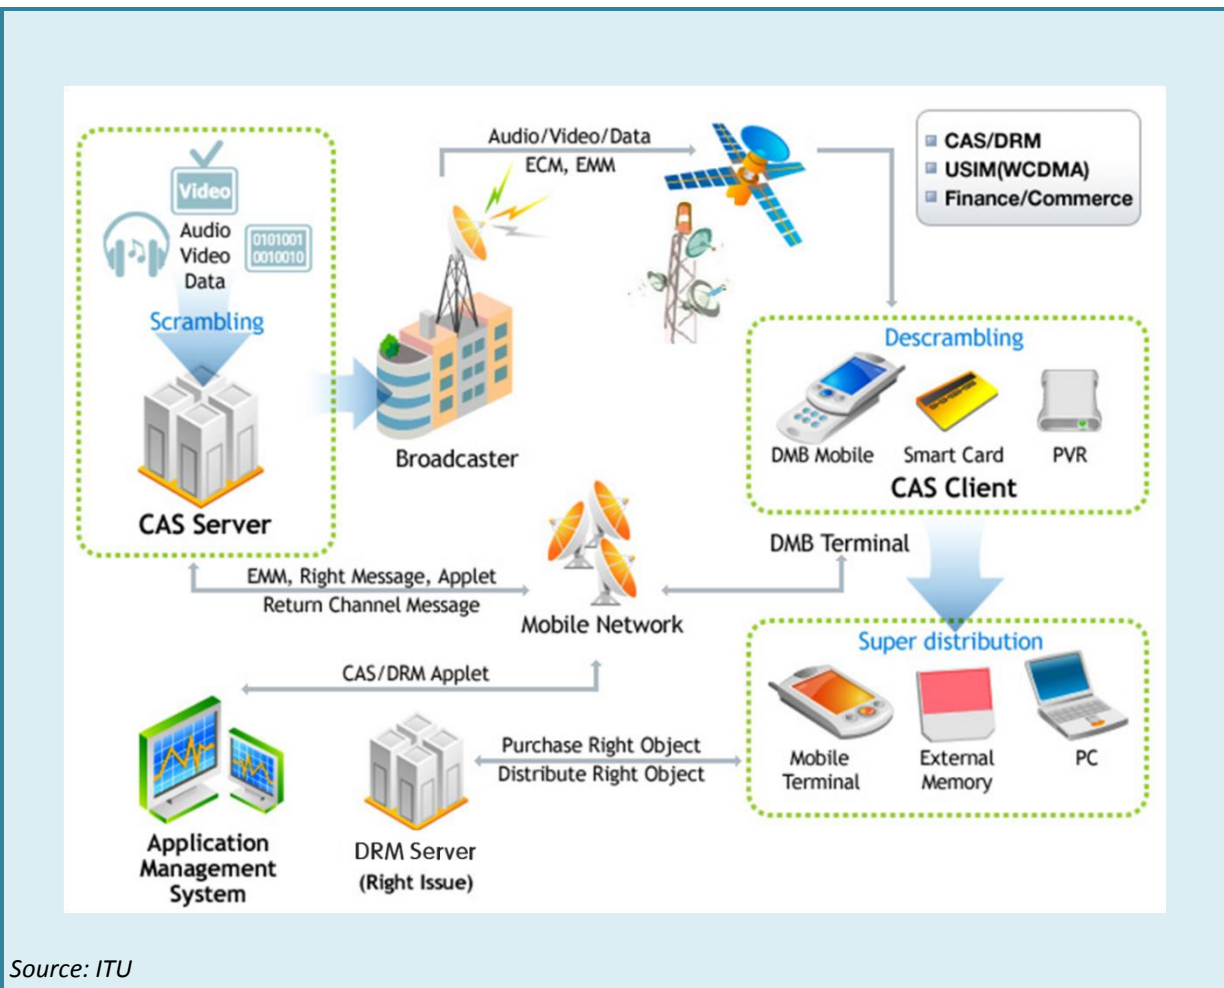 Video
Audio
Video
Data
0101001
0010010
Scrambling
CAS Server
Broadcaster
Audio/Video/Data
ECM, EMM
CAS/DRM
USIM(WCDMA)
Finance/Commerce
Descrambling
DMB Mobile
Smart Card
PVR
CAS Client
DMB Terminal
EMM, Right Message, Applet
Return Channel Message
Mobile Network
CAS/DRM Applet
Super distribution
Mobile
Terminal
External
Memory
PC
Purchase Right Object
Distribute Right Object
Application
Management
System
DRM Server
(Right Issue)
Source: ITU